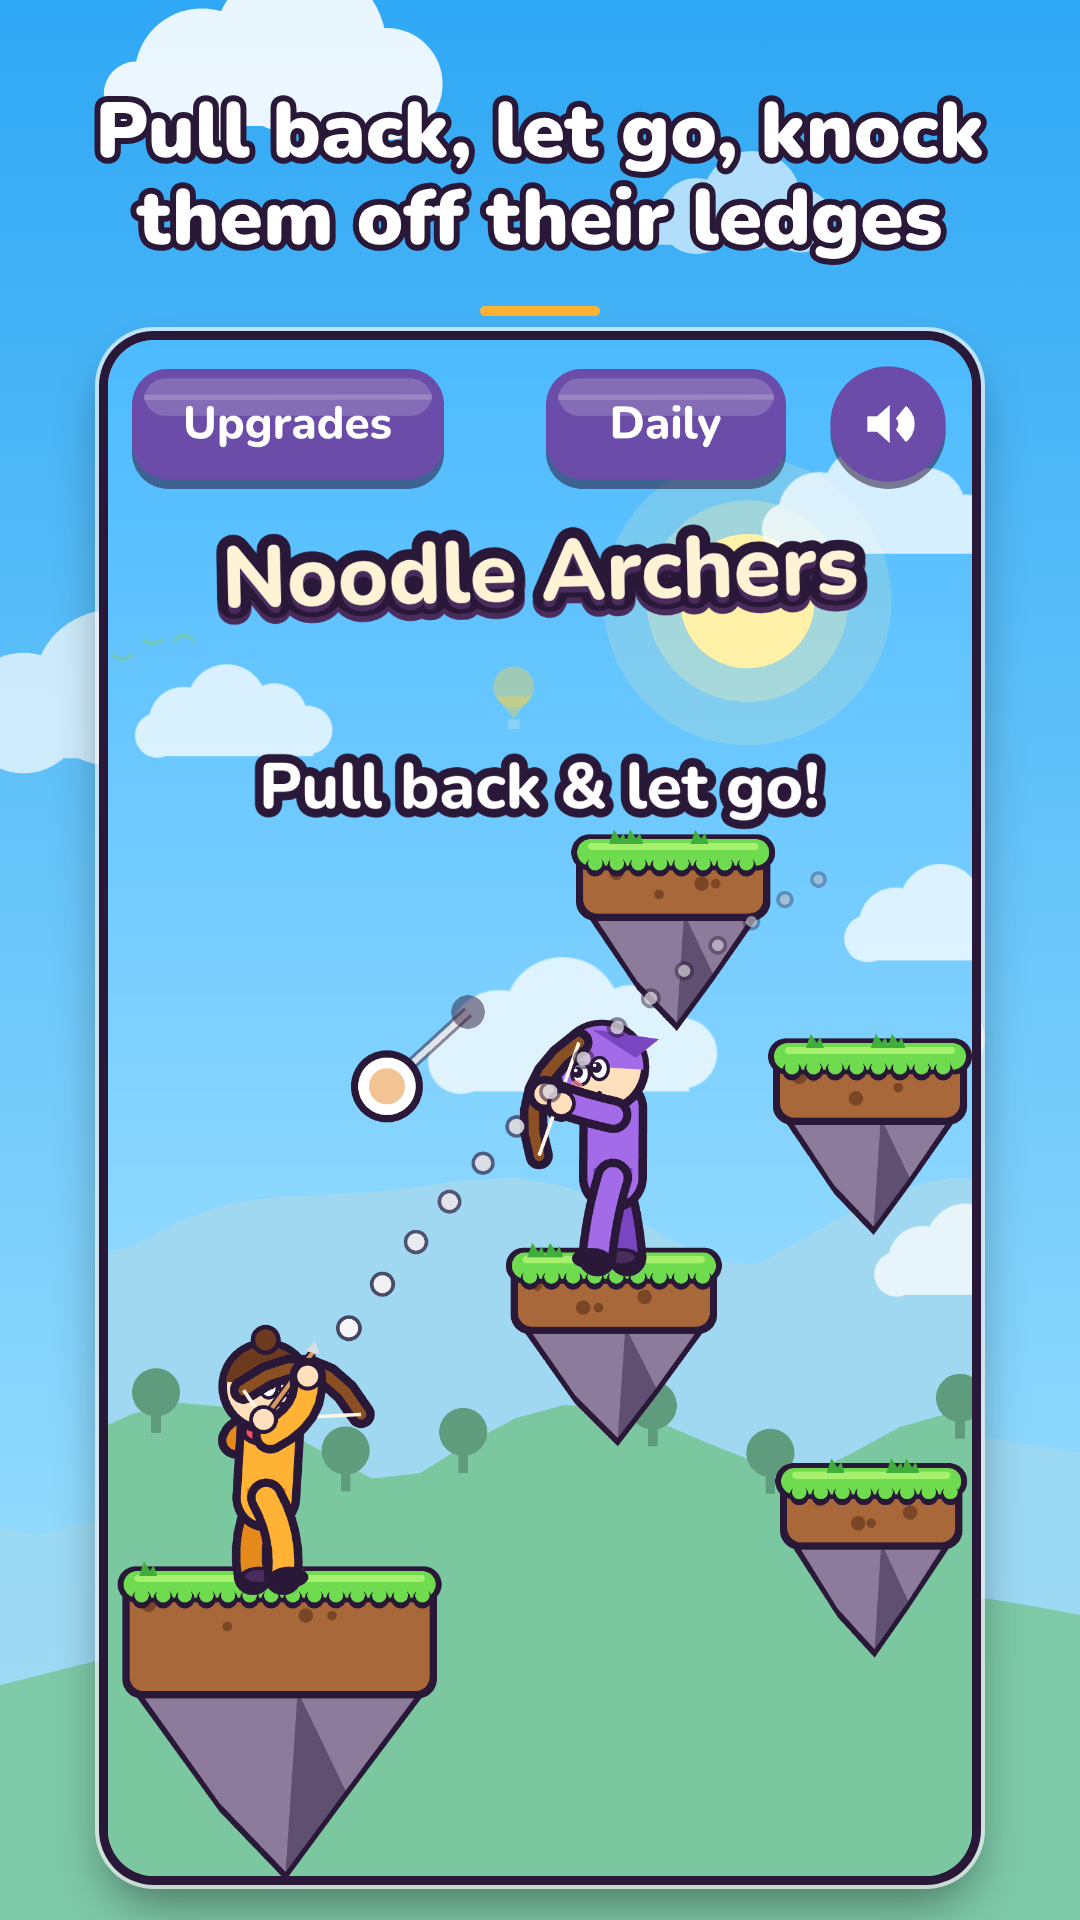 Pull back, let go, knock
them off their ledges
Upgrades
Daily
Noodle Archers
Pull back & let go!